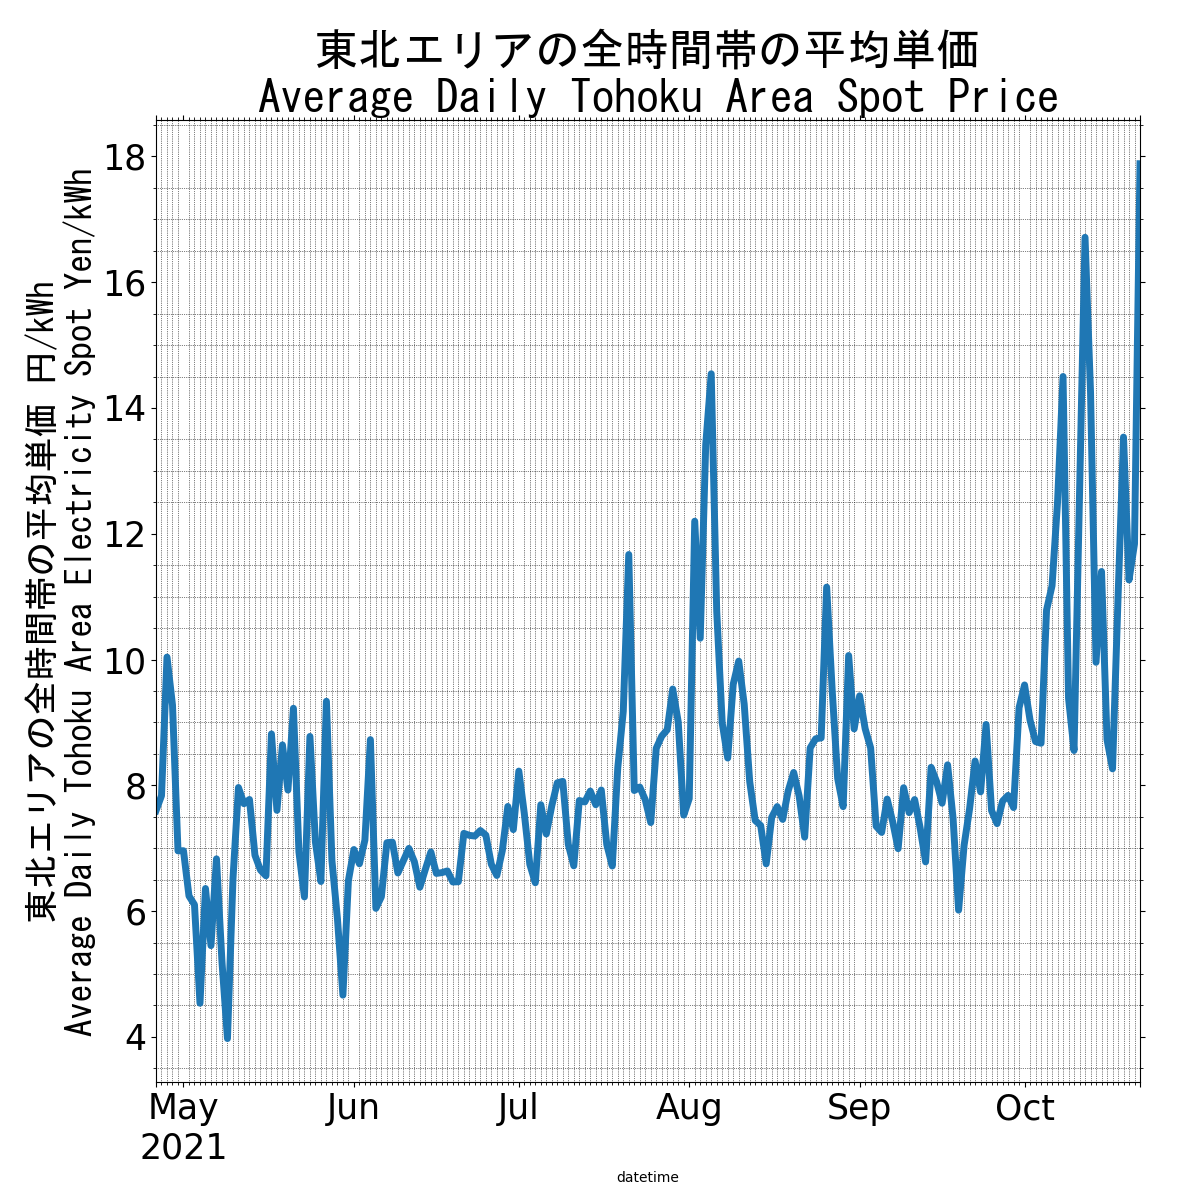 東北エリアの全時間帯の平均単価
Average Daily Tohoku Area Spot Price
東北エリアの全時間帯の平均単価 円/kWh
Average Daily Tohoku Area Electricity Spot Yen/kWh
18
16
14
12
10
8
6
4
May Jun Jul Aug Sep Oct
2021
datetime